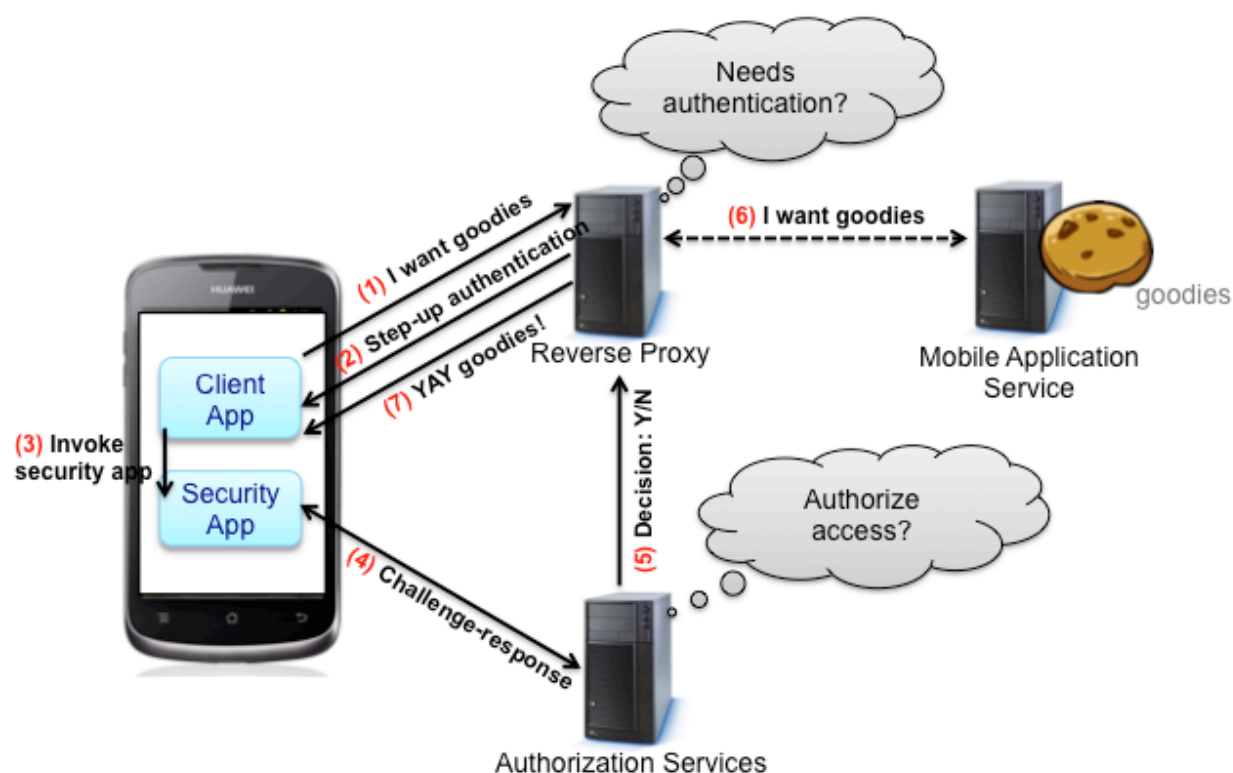 Needs
authentication?
(1) I want goodies
(2) Step-up authentication
(7) YAY goodies!
(6) I want goodies
goodies
Reverse Proxy
Mobile Application
Service
HUAWEI
Client
App
(3) Invoke
security app
Security
App
(4) Challenge-response
(5) Decision: Y/N
Authorize
access?
Authorization Services